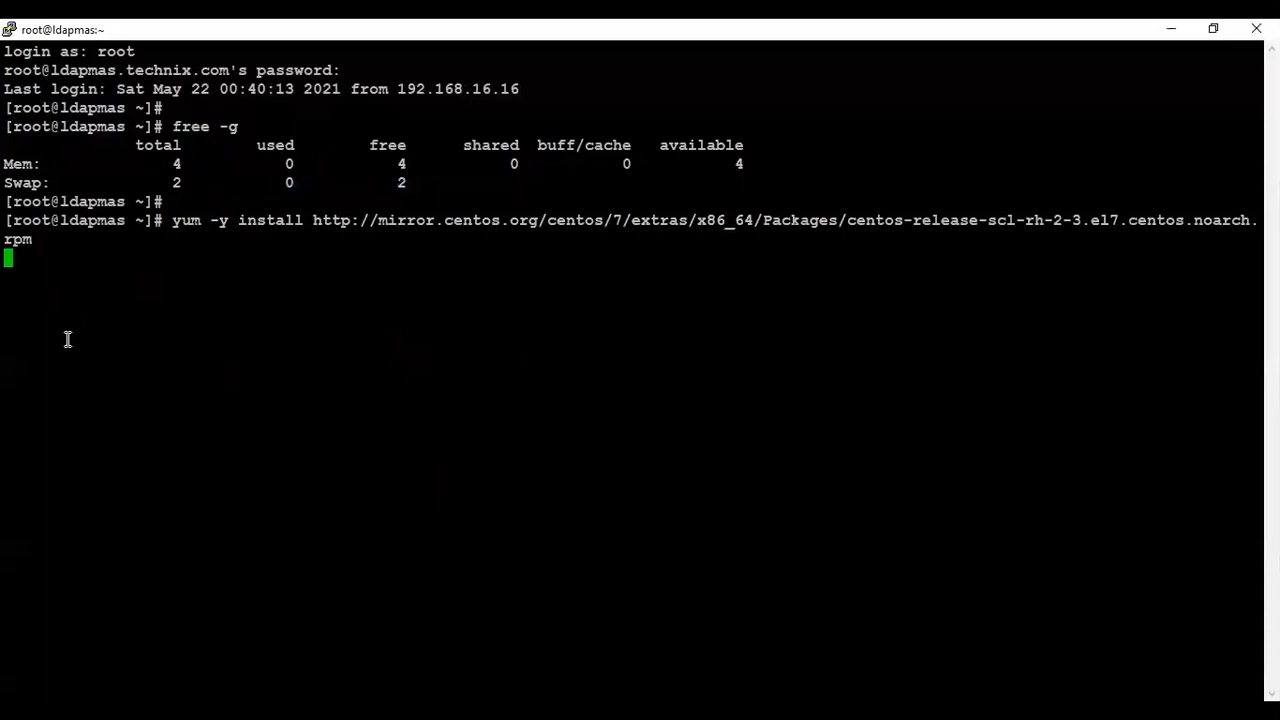 root@ldapmas:~
login as: root
root@ldapmas.technix.com's password:
Last login: Sat May 22 00:40:13 2021 from 192.168.16.16
[root@ldapmas ~]#
[root@ldapmas ~]# free -g
              total        used        free      shared  buff/cache   available
Mem:              4           0           4           0           0           4
Swap:             2           0           2
[root@ldapmas ~]#
[root@ldapmas ~]# yum -y install http://mirror.centos.org/centos/7/extras/x86_64/Packages/centos-release-scl-rh-2-3.el7.centos.noarch.
rpm